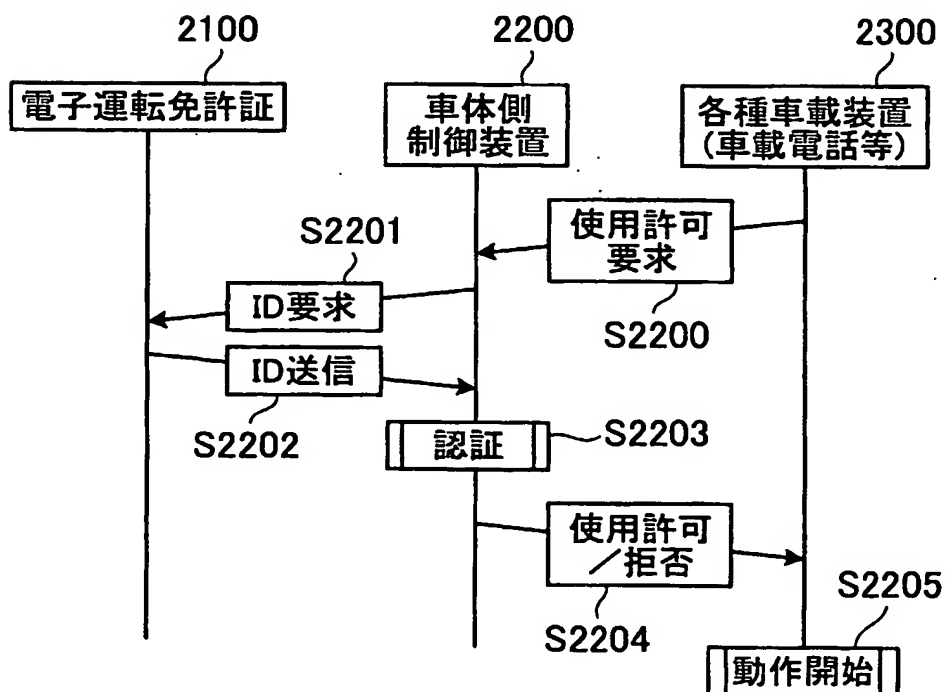 2100
2200
2300
電子運転免許証
車体側
制御装置
各種車載装置
(車載電話等)
使用許可
要求
S2200
S2201
ID要求
ID送信
S2202
認証
S2203
使用許可
／拒否
S2204
S2205
動作開始